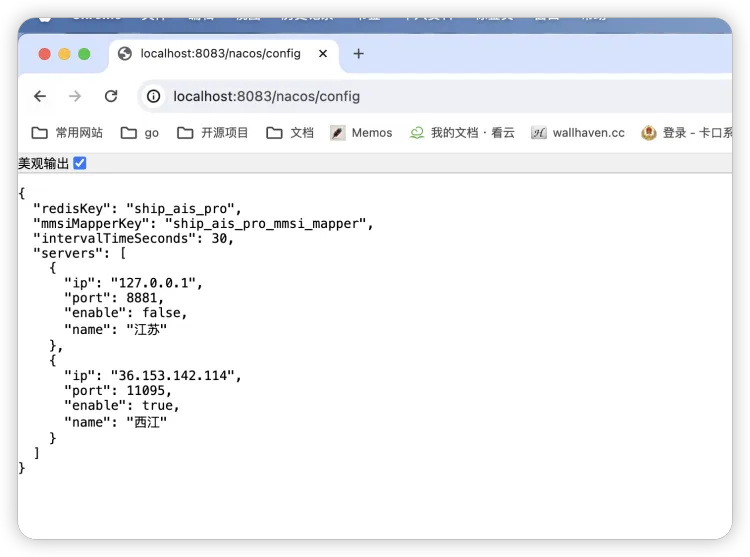 localhost:8083/nacos/config
localhost:8083/nacos/config
常用网站 go 开源项目 文档 Memos 我的文档 · 看云 wallhaven.cc 登录 - 卡口系
美观输出
{
"redisKey": "ship_ais_pro",
"mmsiMapperKey": "ship_ais_pro_mmsi_mapper",
"intervalTimeSeconds": 30,
"servers": [
{
"ip": "127.0.0.1",
"port": 8881,
"enable": false,
"name": "江苏"
},
{
"ip": "36.153.142.114",
"port": 11095,
"enable": true,
"name": "西江"
}
]
}